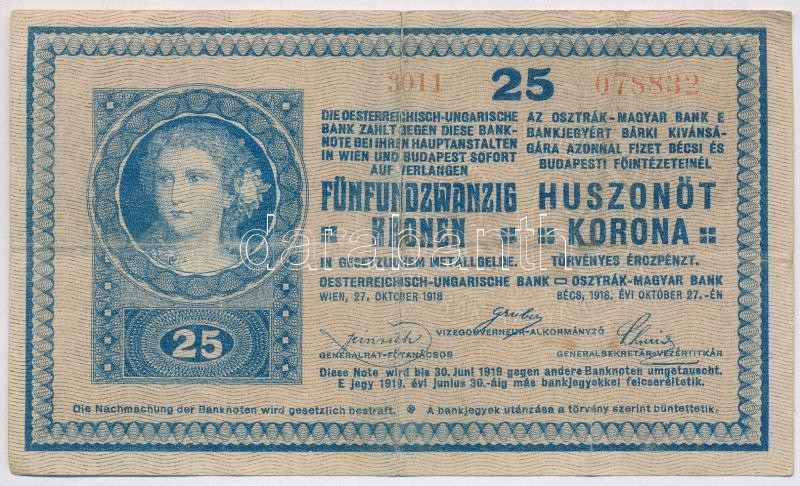 3011 25 078832
DIE OESTERREICHISCH-UNGARISCHE
BANK ZAHLT GEGEN DIESE BANK-
NOTE BEI IHREN HAUPTANSTALTEN
IN WIEN UND BUDAPEST SOFORT
AUF VERLANGEN
FÜNFUNDZWANZIG
KRONEN
IN GESETZLICHEM METALLGELDE.
OESTERREICHISCH-UNGARISCHE BANK
WIEN, 27. OKTOBER 1918
AZ OSZTRÁK-MAGYAR BANK E
BANKJEGYÉRT BÁRKI KIVÁNSÁ-
GÁRA AZONNAL FIZET BÉCSI ÉS
BUDAPESTI FŐINTÉZETEINÉL
HUSZONÖT
KORONA
TÖRVÉNYES ÉRCZPÉNZT.
OSZTRÁK-MAGYAR BANK
BÉCS, 1918. ÉVI OKTÓBER 27.-ÉN
Gruber
VIZEGOUVERNEUR-ALKORMÁNYZÓ
GENERALRAT-FŐTANÁCSOS
GENERALSEKRETÄR-VEZÉRTITKÁR
25
Diese Note wird bis 30. Juni 1919 gegen andere Banknoten umgetauscht.
E jegy 1919. évi junius 30.-áig más bankjegyekkel felcseréltetik.
Die Nachmachung der Banknoten wird gesetzlich bestraft. A bankjegyek utánzása a törvény szerint büntettetik.
darabanth